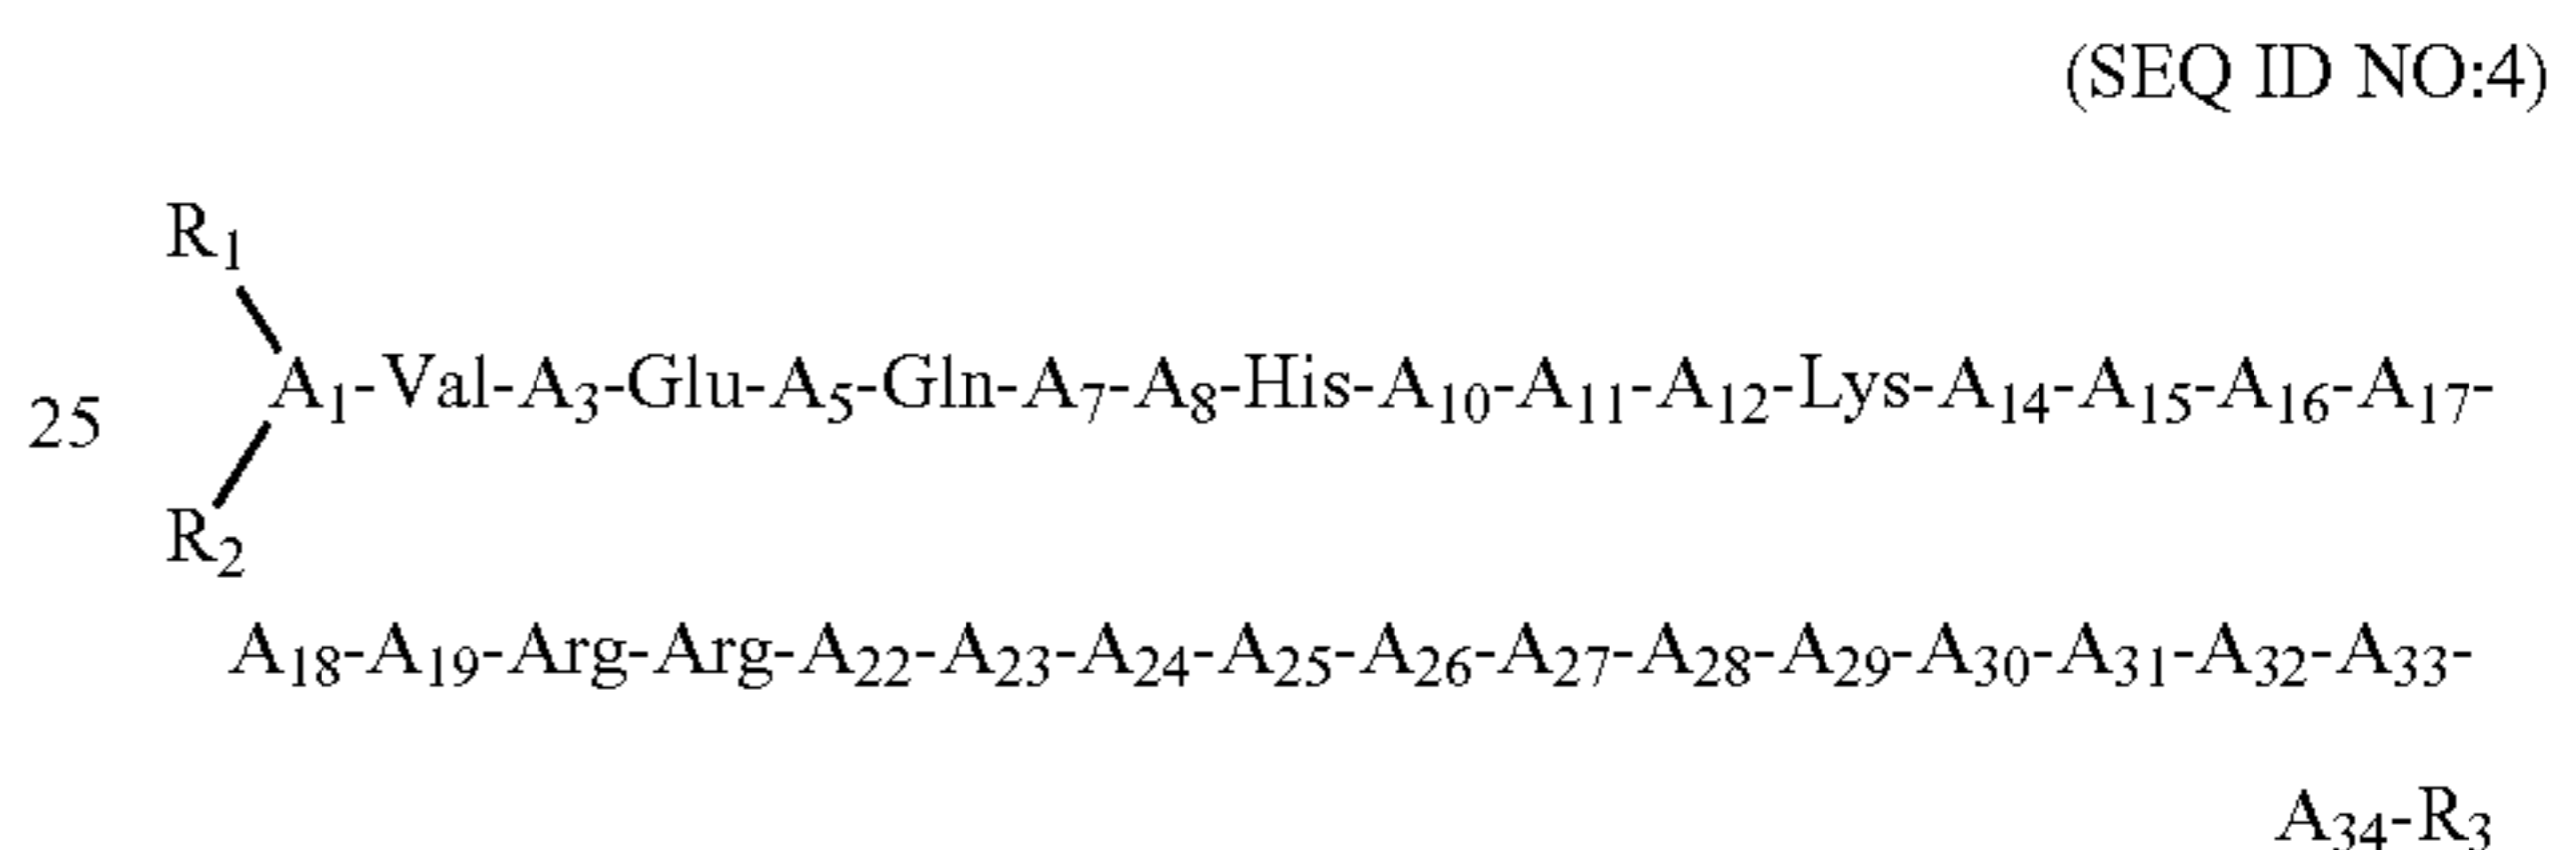 (SEQ ID NO:4)
R₁
25 A₁-Val-A₃-Glu-A₅-Gln-A₇-A₈-His-A₁₀-A₁₁-A₁₂-Lys-A₁₄-A₁₅-A₁₆-A₁₇-
R₂
A₁₈-A₁₉-Arg-Arg-A₂₂-A₂₃-A₂₄-A₂₅-A₂₆-A₂₇-A₂₈-A₂₉-A₃₀-A₃₁-A₃₂-A₃₃-
A₃₄-R₃